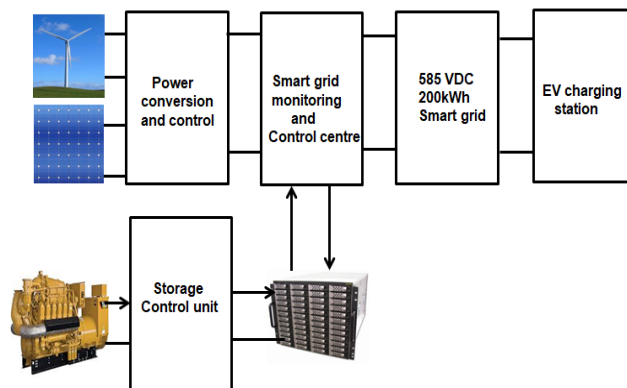 Power
conversion
and control
Smart grid
monitoring
and
Control centre
585 VDC
200kWh
Smart grid
EV charging
station
Storage
Control unit